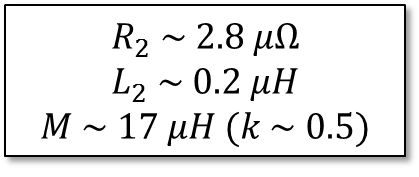 R₂ ~ 2.8 μΩ
L₂ ~ 0.2 μH
M ~ 17 μH (k ~ 0.5)